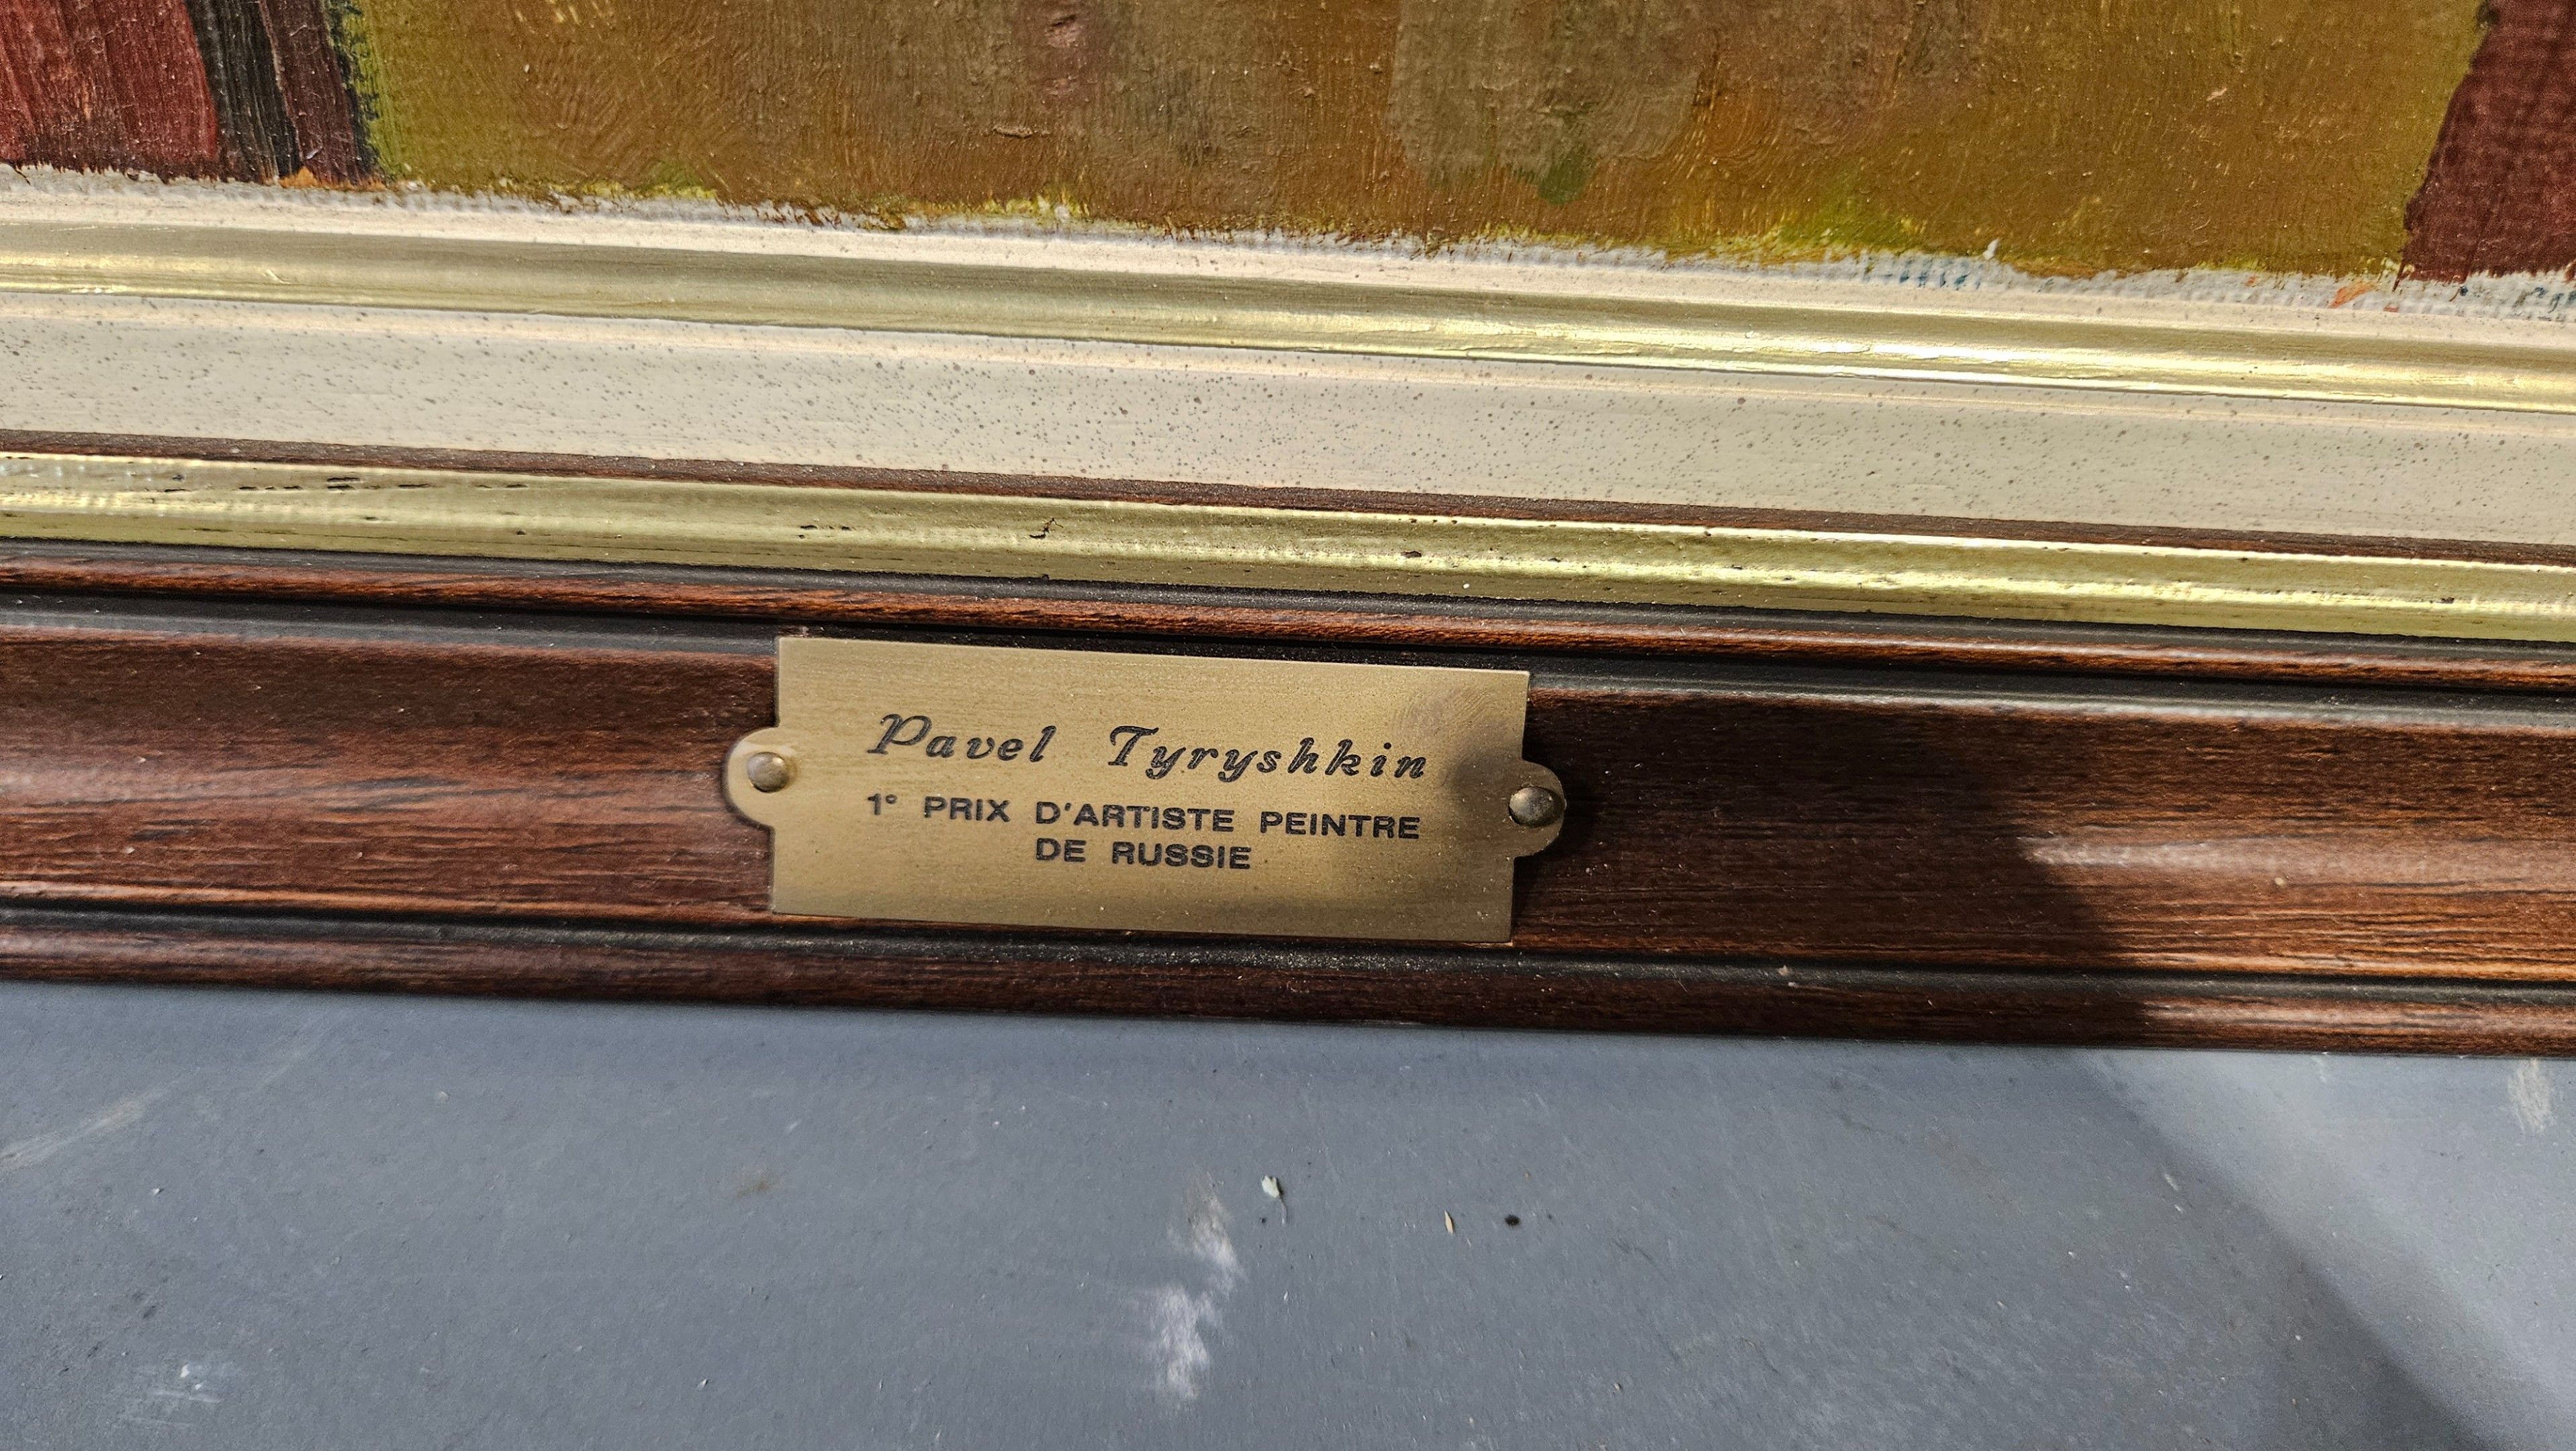 Pavel Tyryshkin
1° PRIX D'ARTISTE PEINTRE
DE RUSSIE